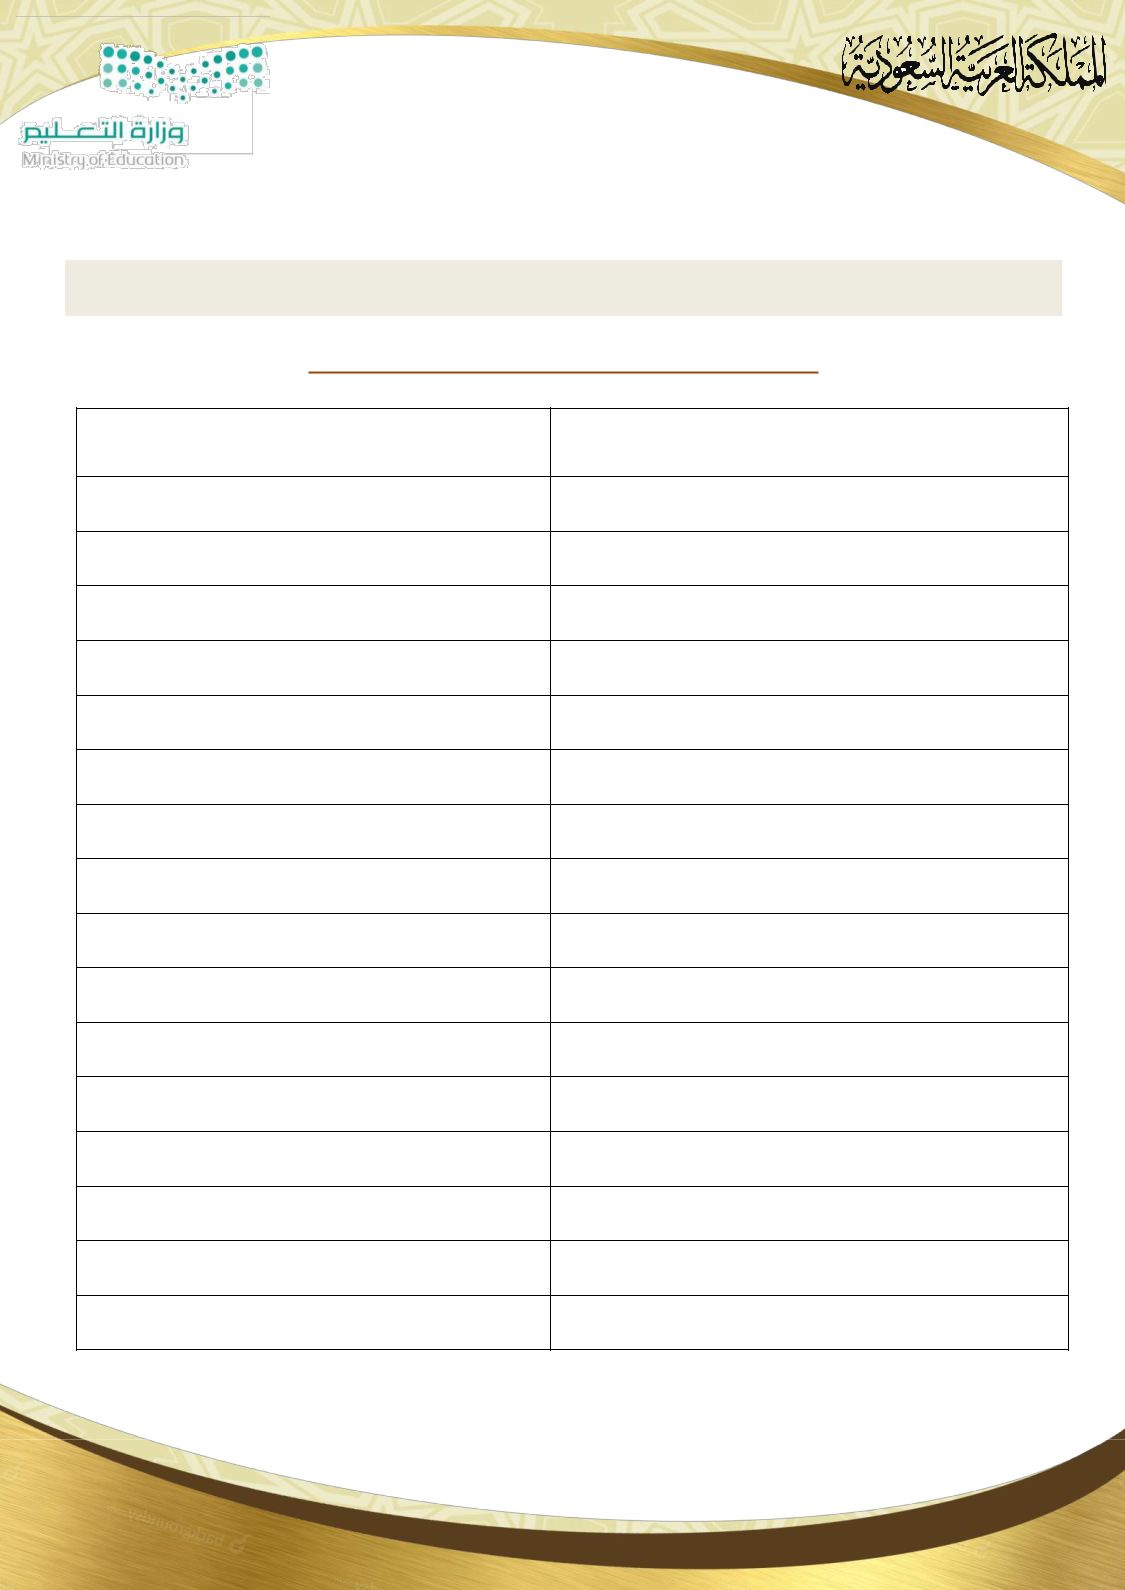 المملكة العربية السعودية
وزارة التعليم
Ministry of Education